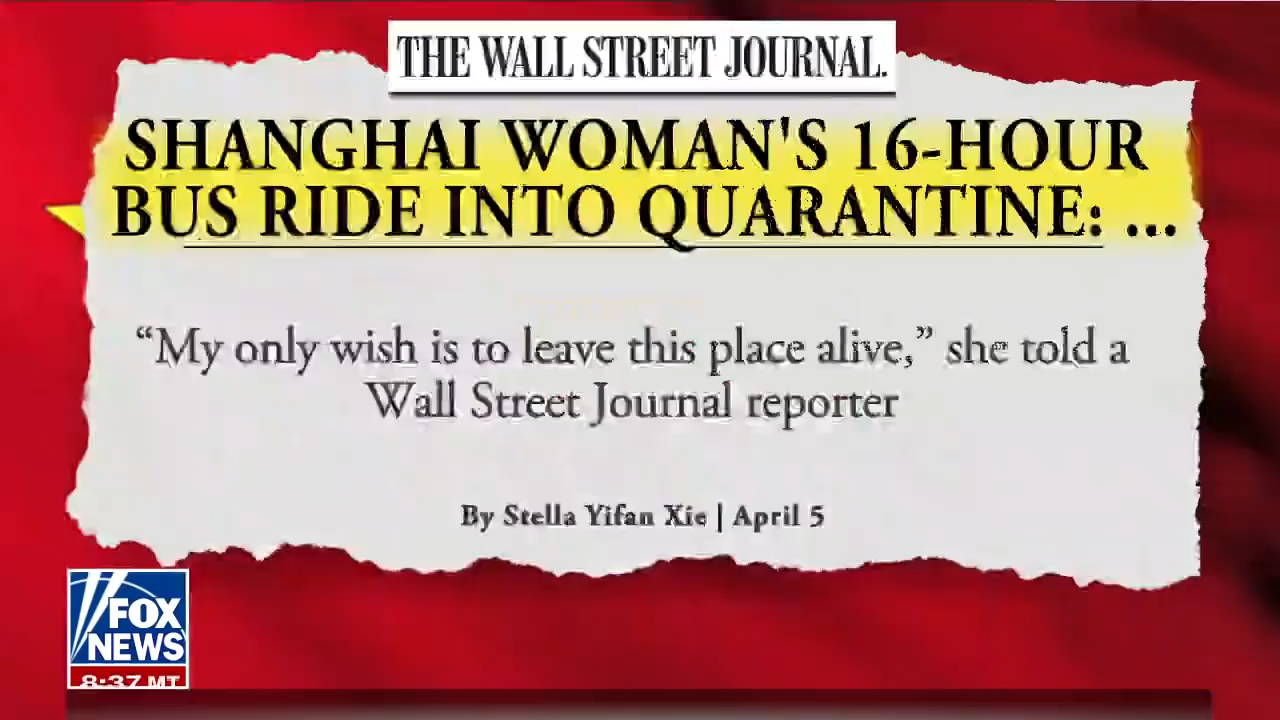 THE WALL STREET JOURNAL.
SHANGHAI WOMAN'S 16-HOUR
BUS RIDE INTO QUARANTINE: ...
“My only wish is to leave this place alive,” she told a
Wall Street Journal reporter
By Stella Yifan Xie | April 5
FOX
NEWS
8:37 MT